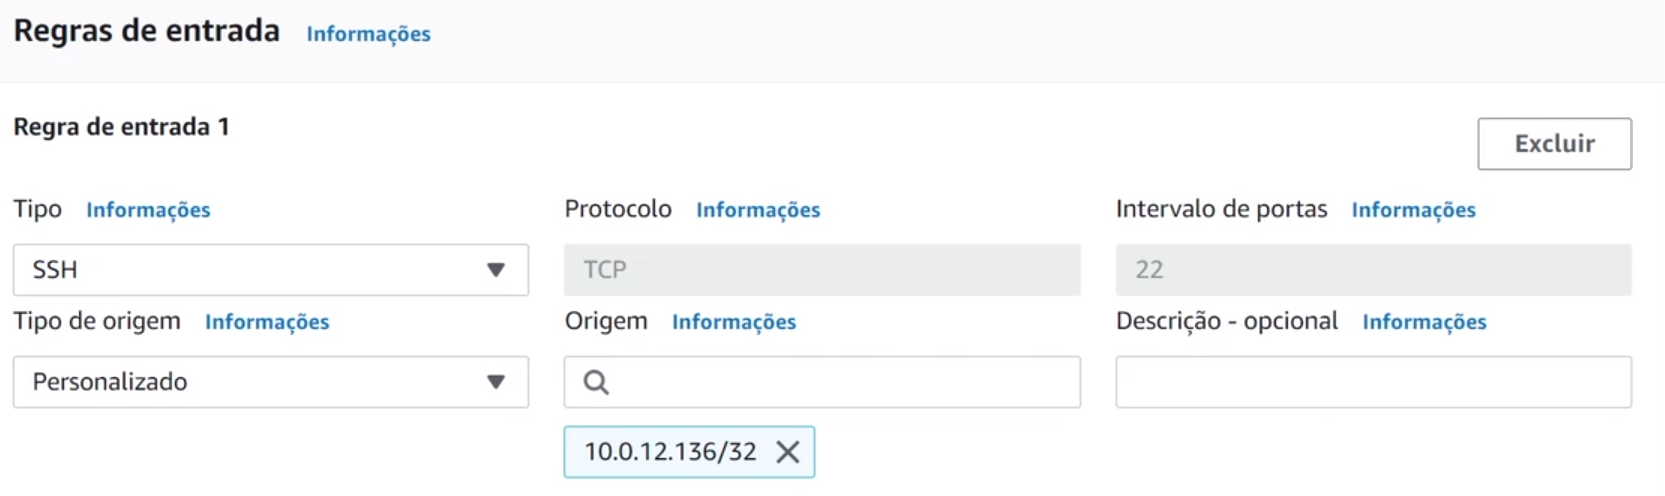 Regras de entrada Informações
Regra de entrada 1
Excluir
Tipo Informações Protocolo Informações Intervalo de portas Informações
SSH TCP 22
Tipo de origem Informações Origem Informações Descrição - opcional Informações
Personalizado
10.0.12.136/32